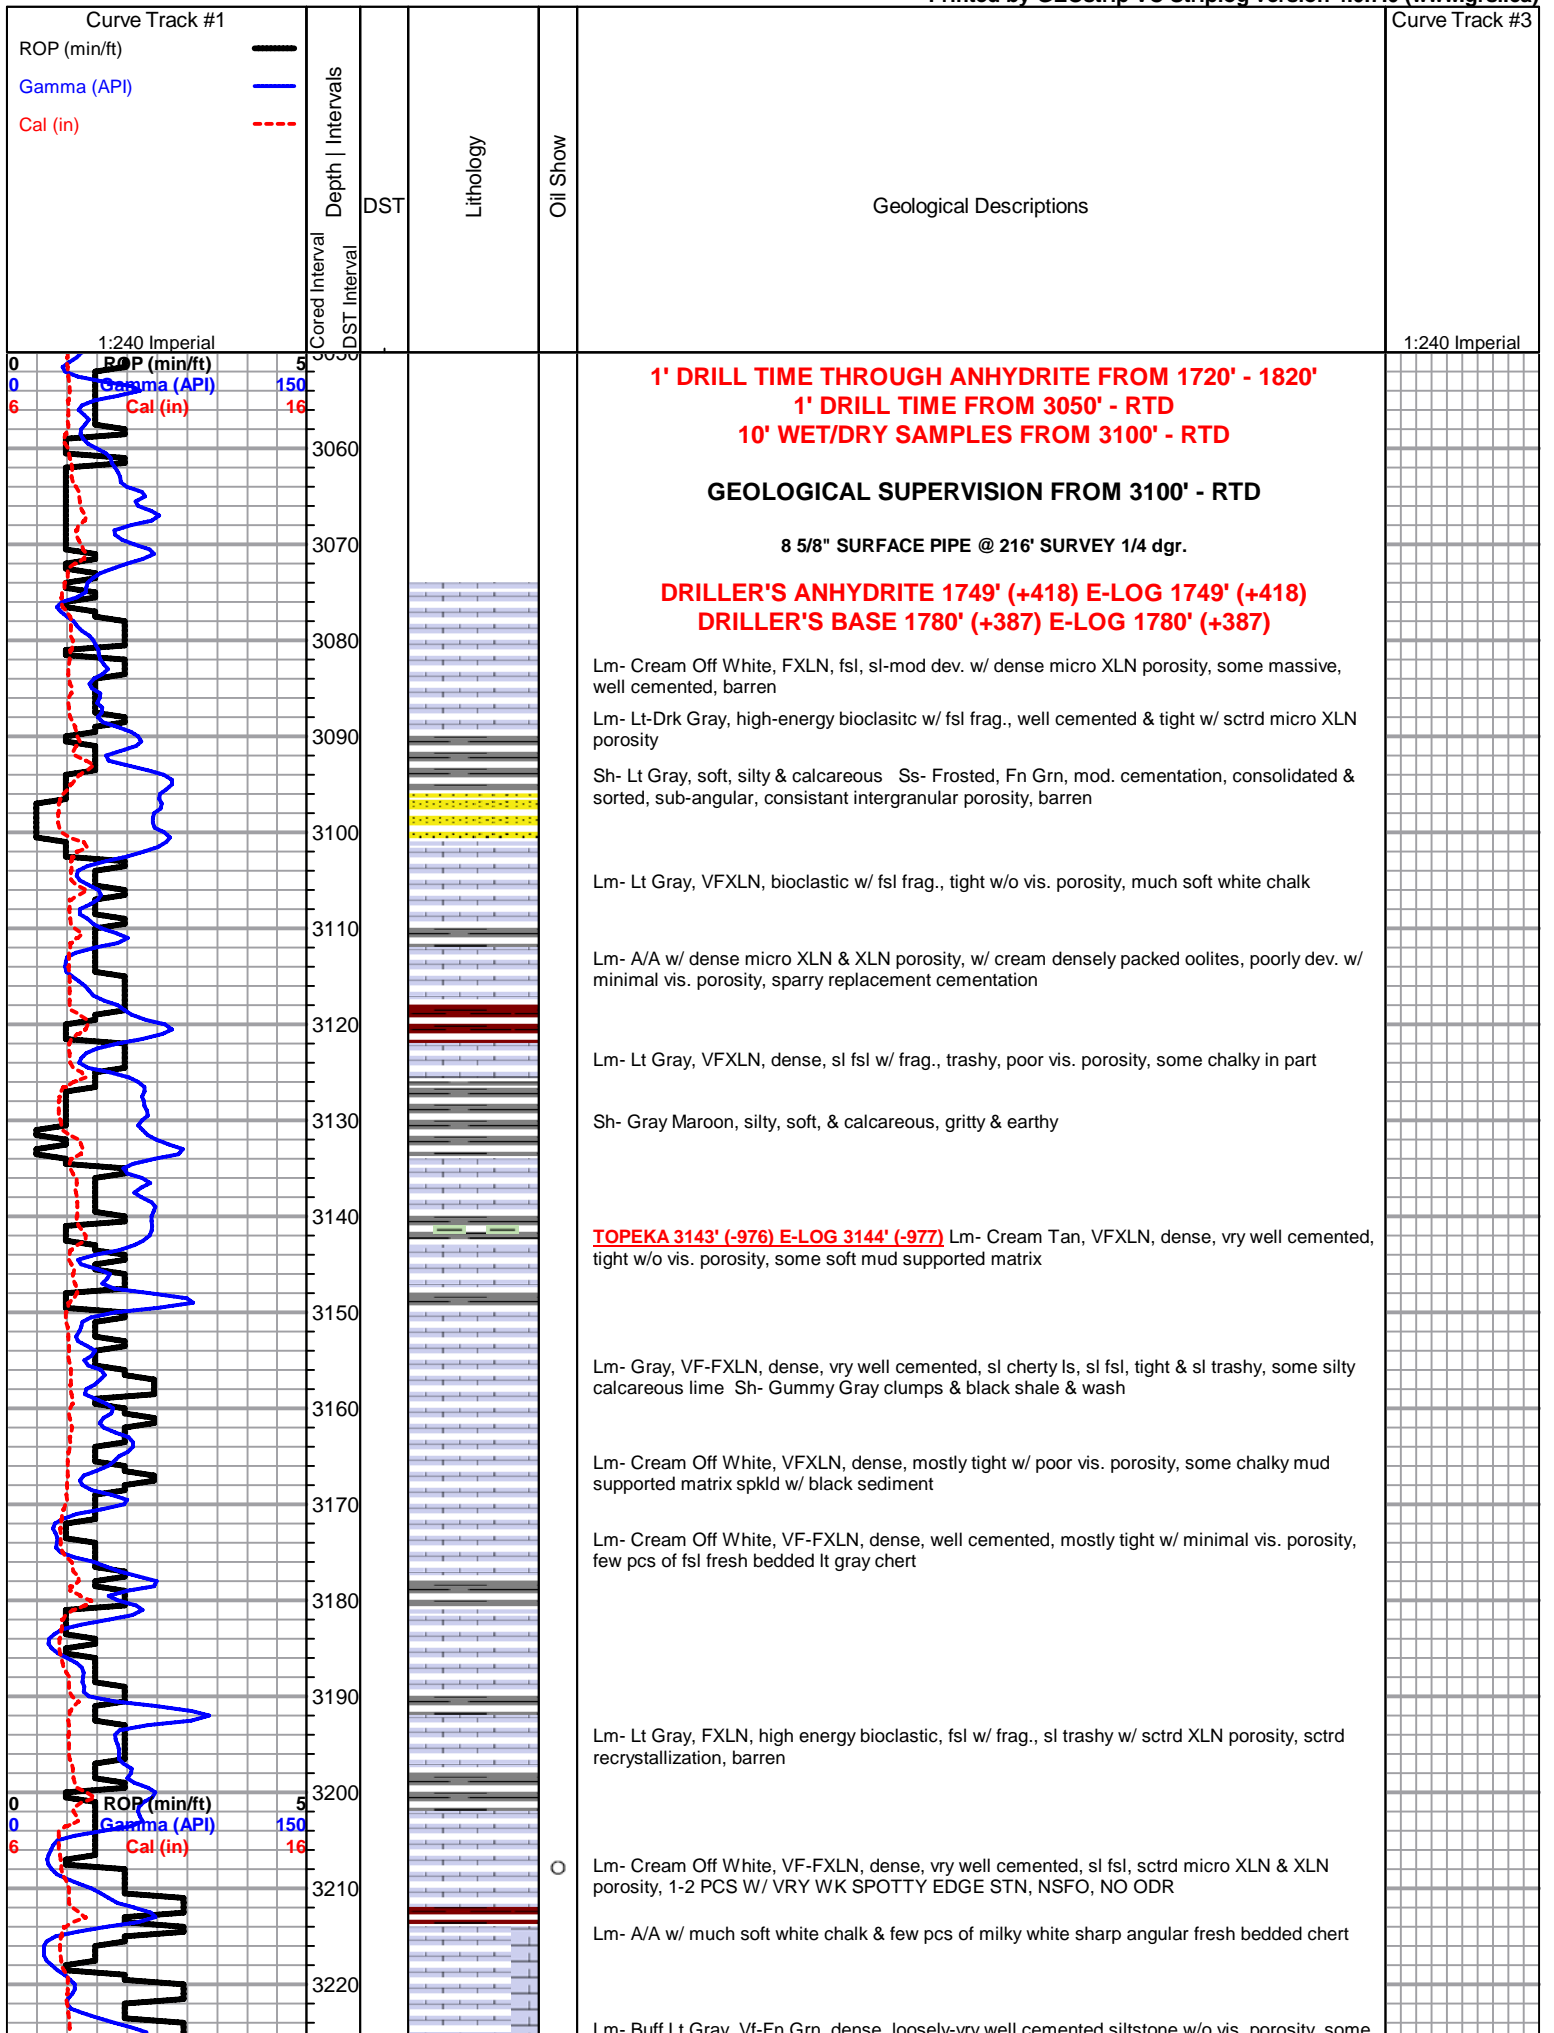 Curve Track #1
ROP (min/ft)
Gamma (API)
Cal (in)
1:240 Imperial
Depth | Intervals
Cored Interval
DST Interval
DST
Lithology
Oil Show
Geological Descriptions
Curve Track #3
1:240 Imperial
0 ROP (min/ft) 5
0 Gamma (API) 150
6 Cal (in) 16
1' DRILL TIME THROUGH ANHYDRITE FROM 1720' - 1820'
1' DRILL TIME FROM 3050' - RTD
10' WET/DRY SAMPLES FROM 3100' - RTD
3060
GEOLOGICAL SUPERVISION FROM 3100' - RTD
3070
8 5/8" SURFACE PIPE @ 216' SURVEY 1/4 dgr.
DRILLER'S ANHYDRITE 1749' (+418) E-LOG 1749' (+418)
DRILLER'S BASE 1780' (+387) E-LOG 1780' (+387)
3080
Lm- Cream Off White, FXLN, fsl, sl-mod dev. w/ dense micro XLN porosity, some massive,
well cemented, barren
Lm- Lt-Drk Gray, high-energy bioclasitc w/ fsl frag., well cemented & tight w/ sctrd micro XLN
porosity
3090
Sh- Lt Gray, soft, silty & calcareous Ss- Frosted, Fn Grn, mod. cementation, consolidated &
sorted, sub-angular, consistant intergranular porosity, barren
3100
Lm- Lt Gray, VFXLN, bioclastic w/ fsl frag., tight w/o vis. porosity, much soft white chalk
3110
Lm- A/A w/ dense micro XLN & XLN porosity, w/ cream densely packed oolites, poorly dev. w/
minimal vis. porosity, sparry replacement cementation
3120
Lm- Lt Gray, VFXLN, dense, sl fsl w/ frag., trashy, poor vis. porosity, some chalky in part
3130
Sh- Gray Maroon, silty, soft, & calcareous, gritty & earthy
3140
TOPEKA 3143' (-976) E-LOG 3144' (-977) Lm- Cream Tan, VFXLN, dense, vry well cemented,
tight w/o vis. porosity, some soft mud supported matrix
3150
Lm- Gray, VF-FXLN, dense, vry well cemented, sl cherty ls, sl fsl, tight & sl trashy, some silty
calcareous lime Sh- Gummy Gray clumps & black shale & wash
3160
Lm- Cream Off White, VFXLN, dense, mostly tight w/ poor vis. porosity, some chalky mud
supported matrix spkld w/ black sediment
3170
Lm- Cream Off White, VF-FXLN, dense, well cemented, mostly tight w/ minimal vis. porosity,
few pcs of fsl fresh bedded lt gray chert
3180
3190
Lm- Lt Gray, FXLN, high energy bioclastic, fsl w/ frag., sl trashy w/ sctrd XLN porosity, sctrd
recrystallization, barren
3200
0 ROP (min/ft) 5
0 Gamma (API) 150
6 Cal (in) 16
Lm- Cream Off White, VF-FXLN, dense, vry well cemented, sl fsl, sctrd micro XLN & XLN
porosity, 1-2 PCS W/ VRY WK SPOTTY EDGE STN, NSFO, NO ODR
3210
Lm- A/A w/ much soft white chalk & few pcs of milky white sharp angular fresh bedded chert
3220
Lm- Buff Lt Gray, Vf-Fn Grn, dense, loosely-vry well cemented siltstone w/o vis. porosity, some